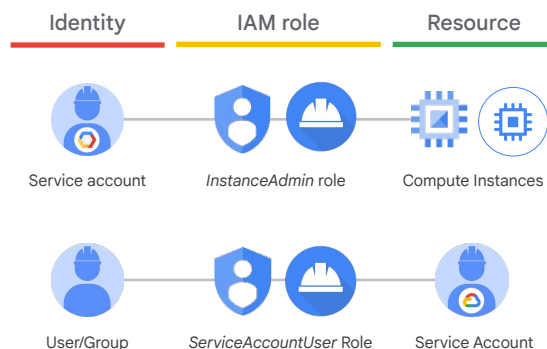 Identity IAM role Resource
Service account InstanceAdmin role Compute Instances
User/Group ServiceAccountUser Role Service Account